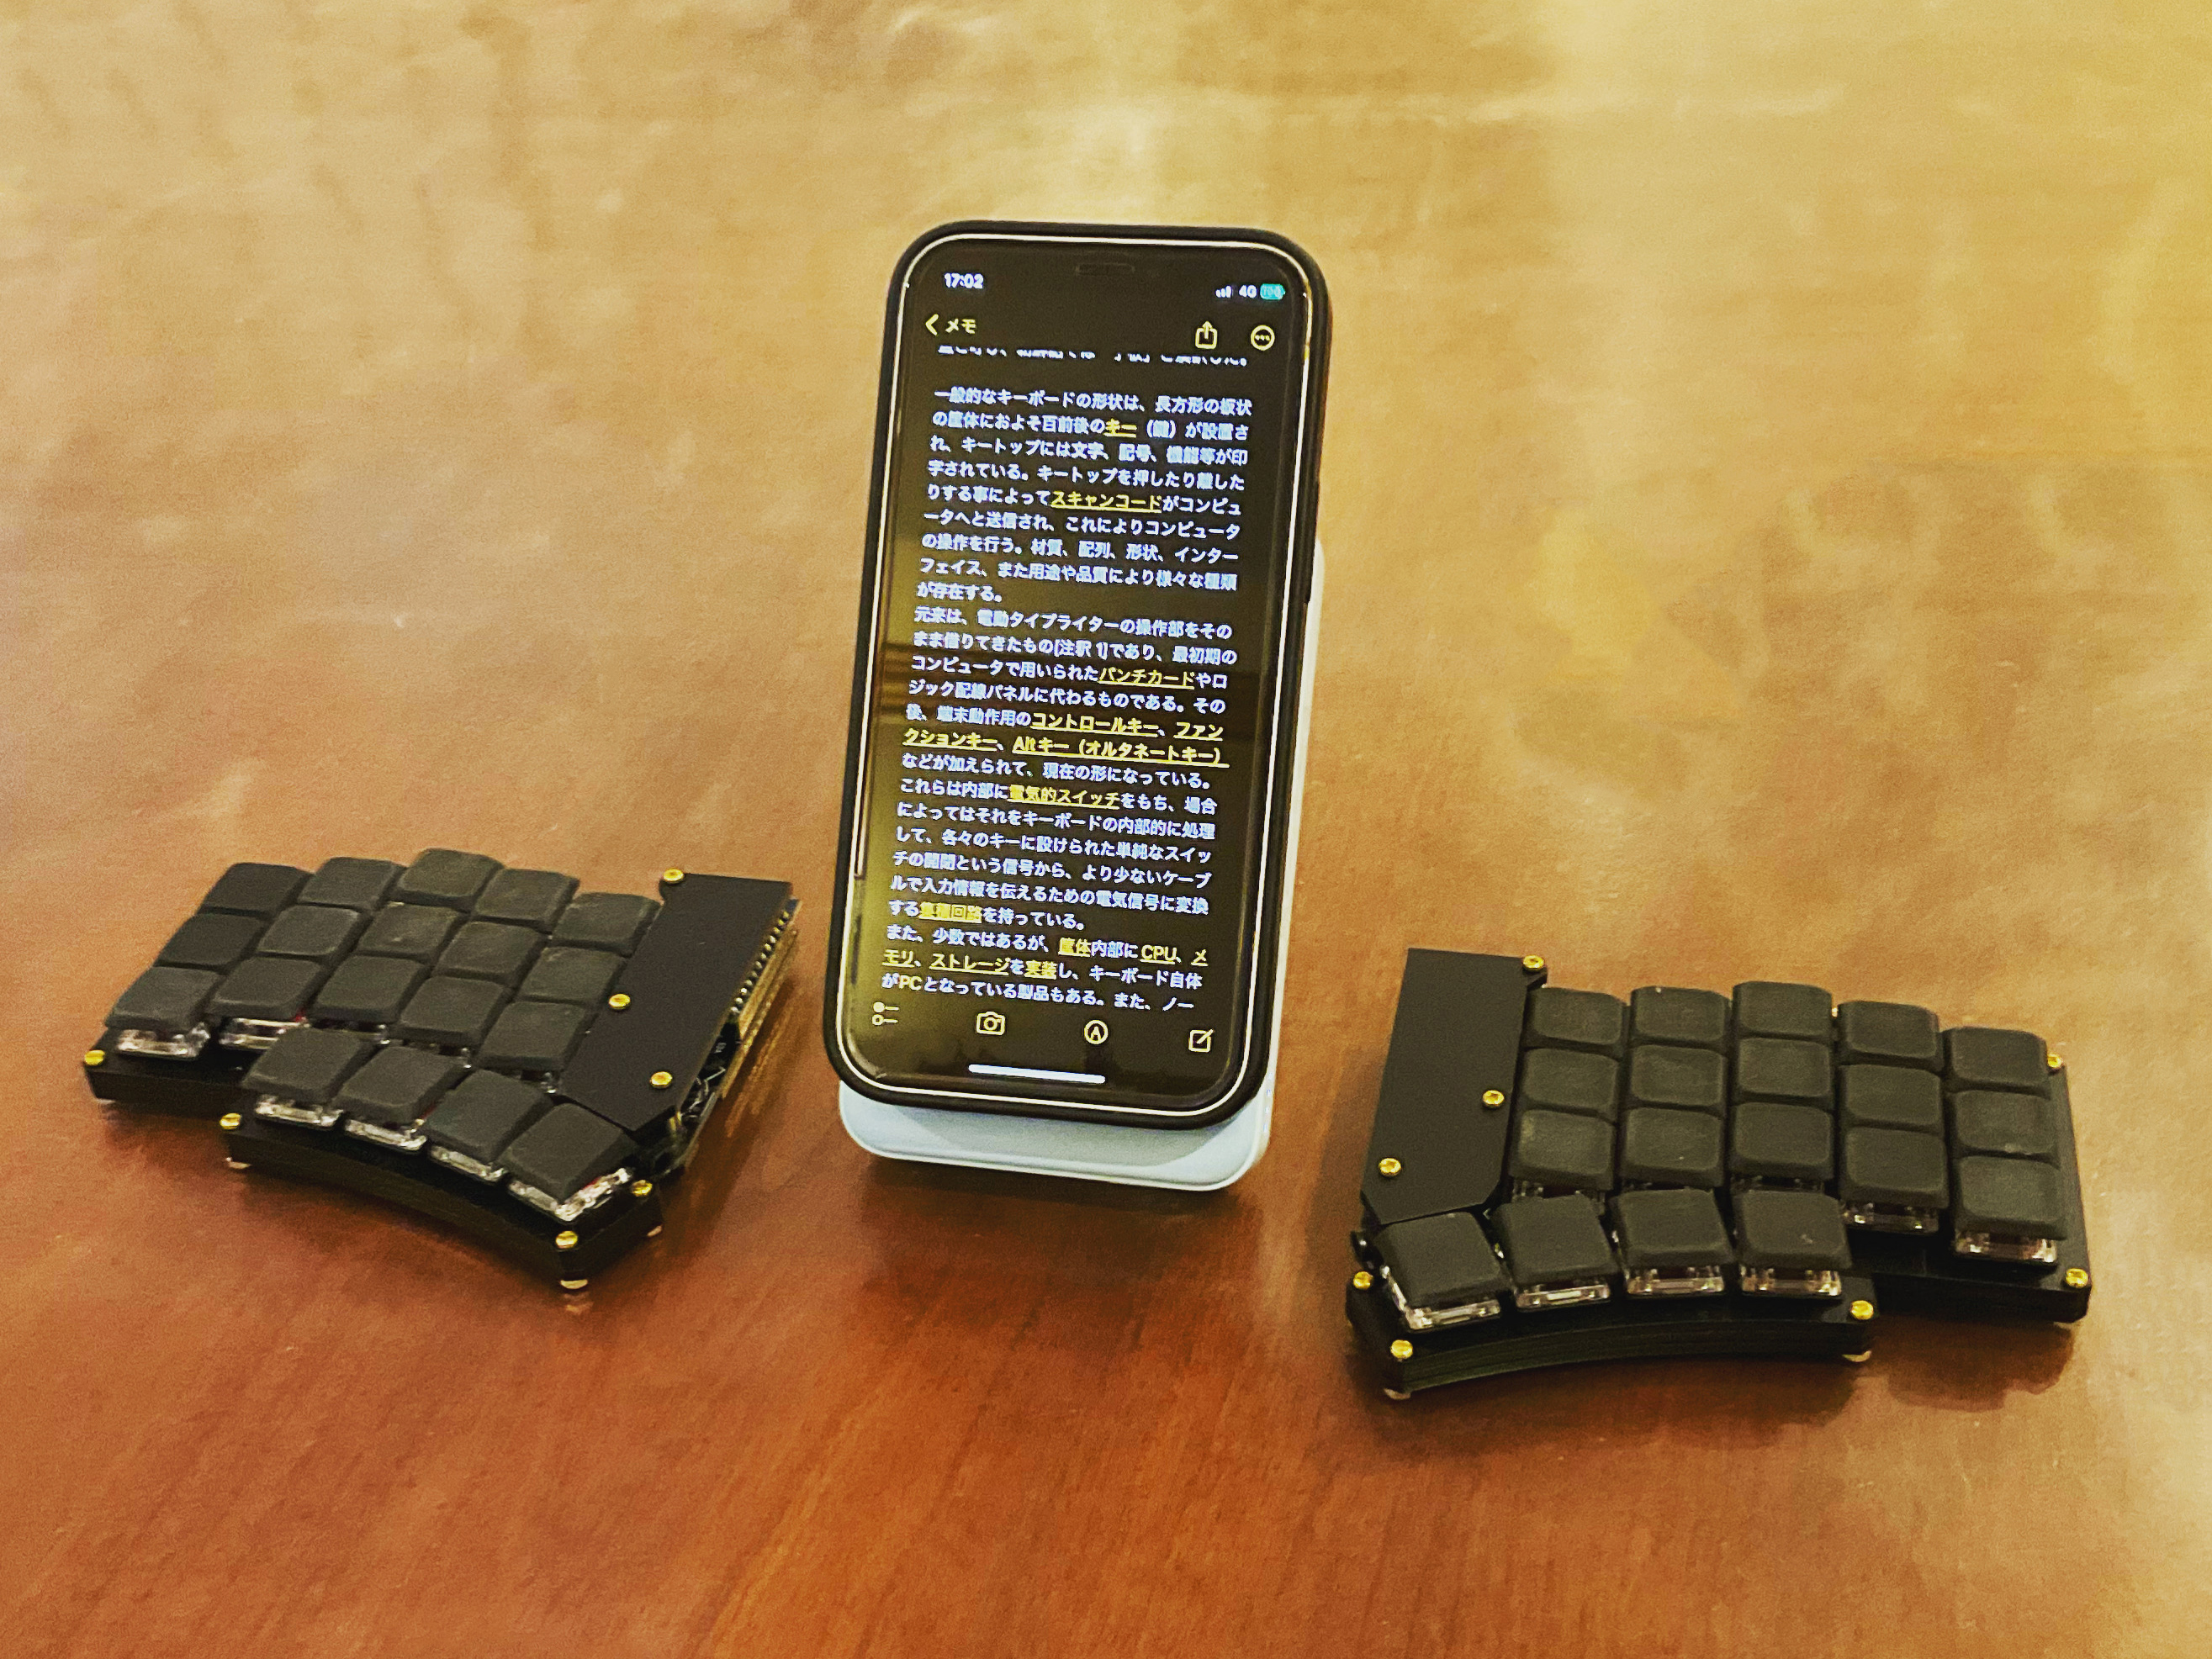 17:02
4G 100
メモ
一般的なキーボードの形状は、長方形の板状
の筐体におよそ百前後のキー（鍵）が設置さ
れ、キートップには文字、記号、機能等が印
字されている。キートップを押したり離した
りする事によってスキャンコードがコンピュ
ータへと送信され、これによりコンピュータ
の操作を行う。材質、配列、形状、インター
フェイス、また用途や品質により様々な種類
が存在する。
元来は、電動タイプライターの操作部をその
まま借りてきたもの[注釈 1]であり、最初期の
コンピュータで用いられたパンチカードやロ
ジック配線パネルに代わるものである。その
後、端末動作用のコントロールキー、ファン
クションキー、Altキー（オルタネートキー）
などが加えられて、現在の形になっている。
これらは内部に電気的スイッチをもち、場合
によってはそれをキーボードの内部的に処理
して、各々のキーに設けられた単純なスイッ
チの開閉という信号から、より少ないケーブ
ルで入力情報を伝えるための電気信号に変換
する集積回路を持っている。
また、少数ではあるが、筐体内部にCPU、メ
モリ、ストレージを実装し、キーボード自体
がPCとなっている製品もある。また、ノー